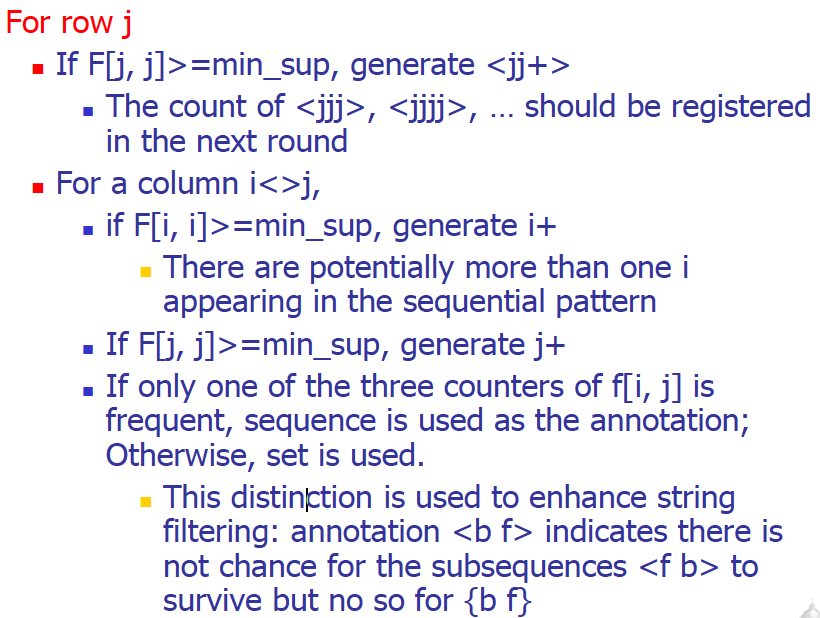 For row j
If F[j, j]>=min_sup, generate <jj+>
The count of <jjj>, <jjjj>, ... should be registered
in the next round
For a column i<>j,
if F[i, i]>=min_sup, generate i+
There are potentially more than one i
appearing in the sequential pattern
If F[j, j]>=min_sup, generate j+
If only one of the three counters of f[i, j] is
frequent, sequence is used as the annotation;
Otherwise, set is used.
This distinction is used to enhance string
filtering: annotation <b f> indicates there is
not chance for the subsequences <f b> to
survive but no so for {b f}